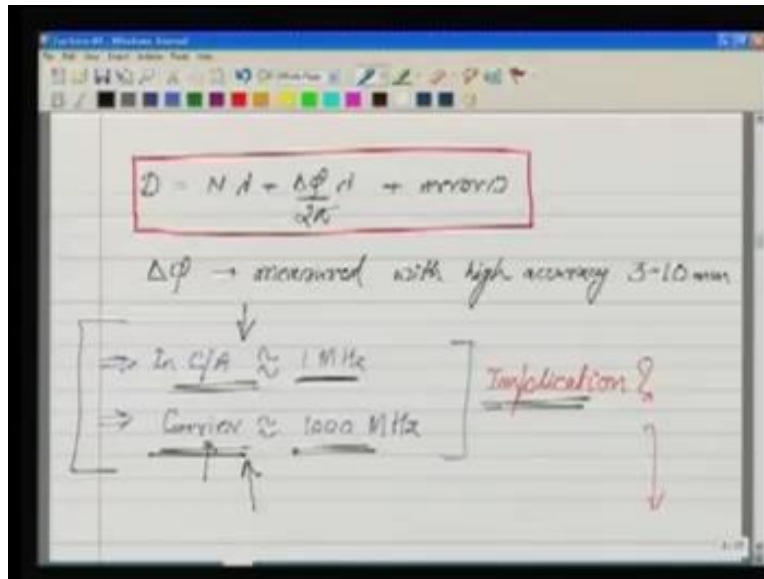 D = N λ + Δφ/2π λ + errors
Δφ → measured with high accuracy 3-10 mm
⇒ In C/A ≈ 1 MHz
⇒ Carrier ≈ 1000 MHz
Implication ?